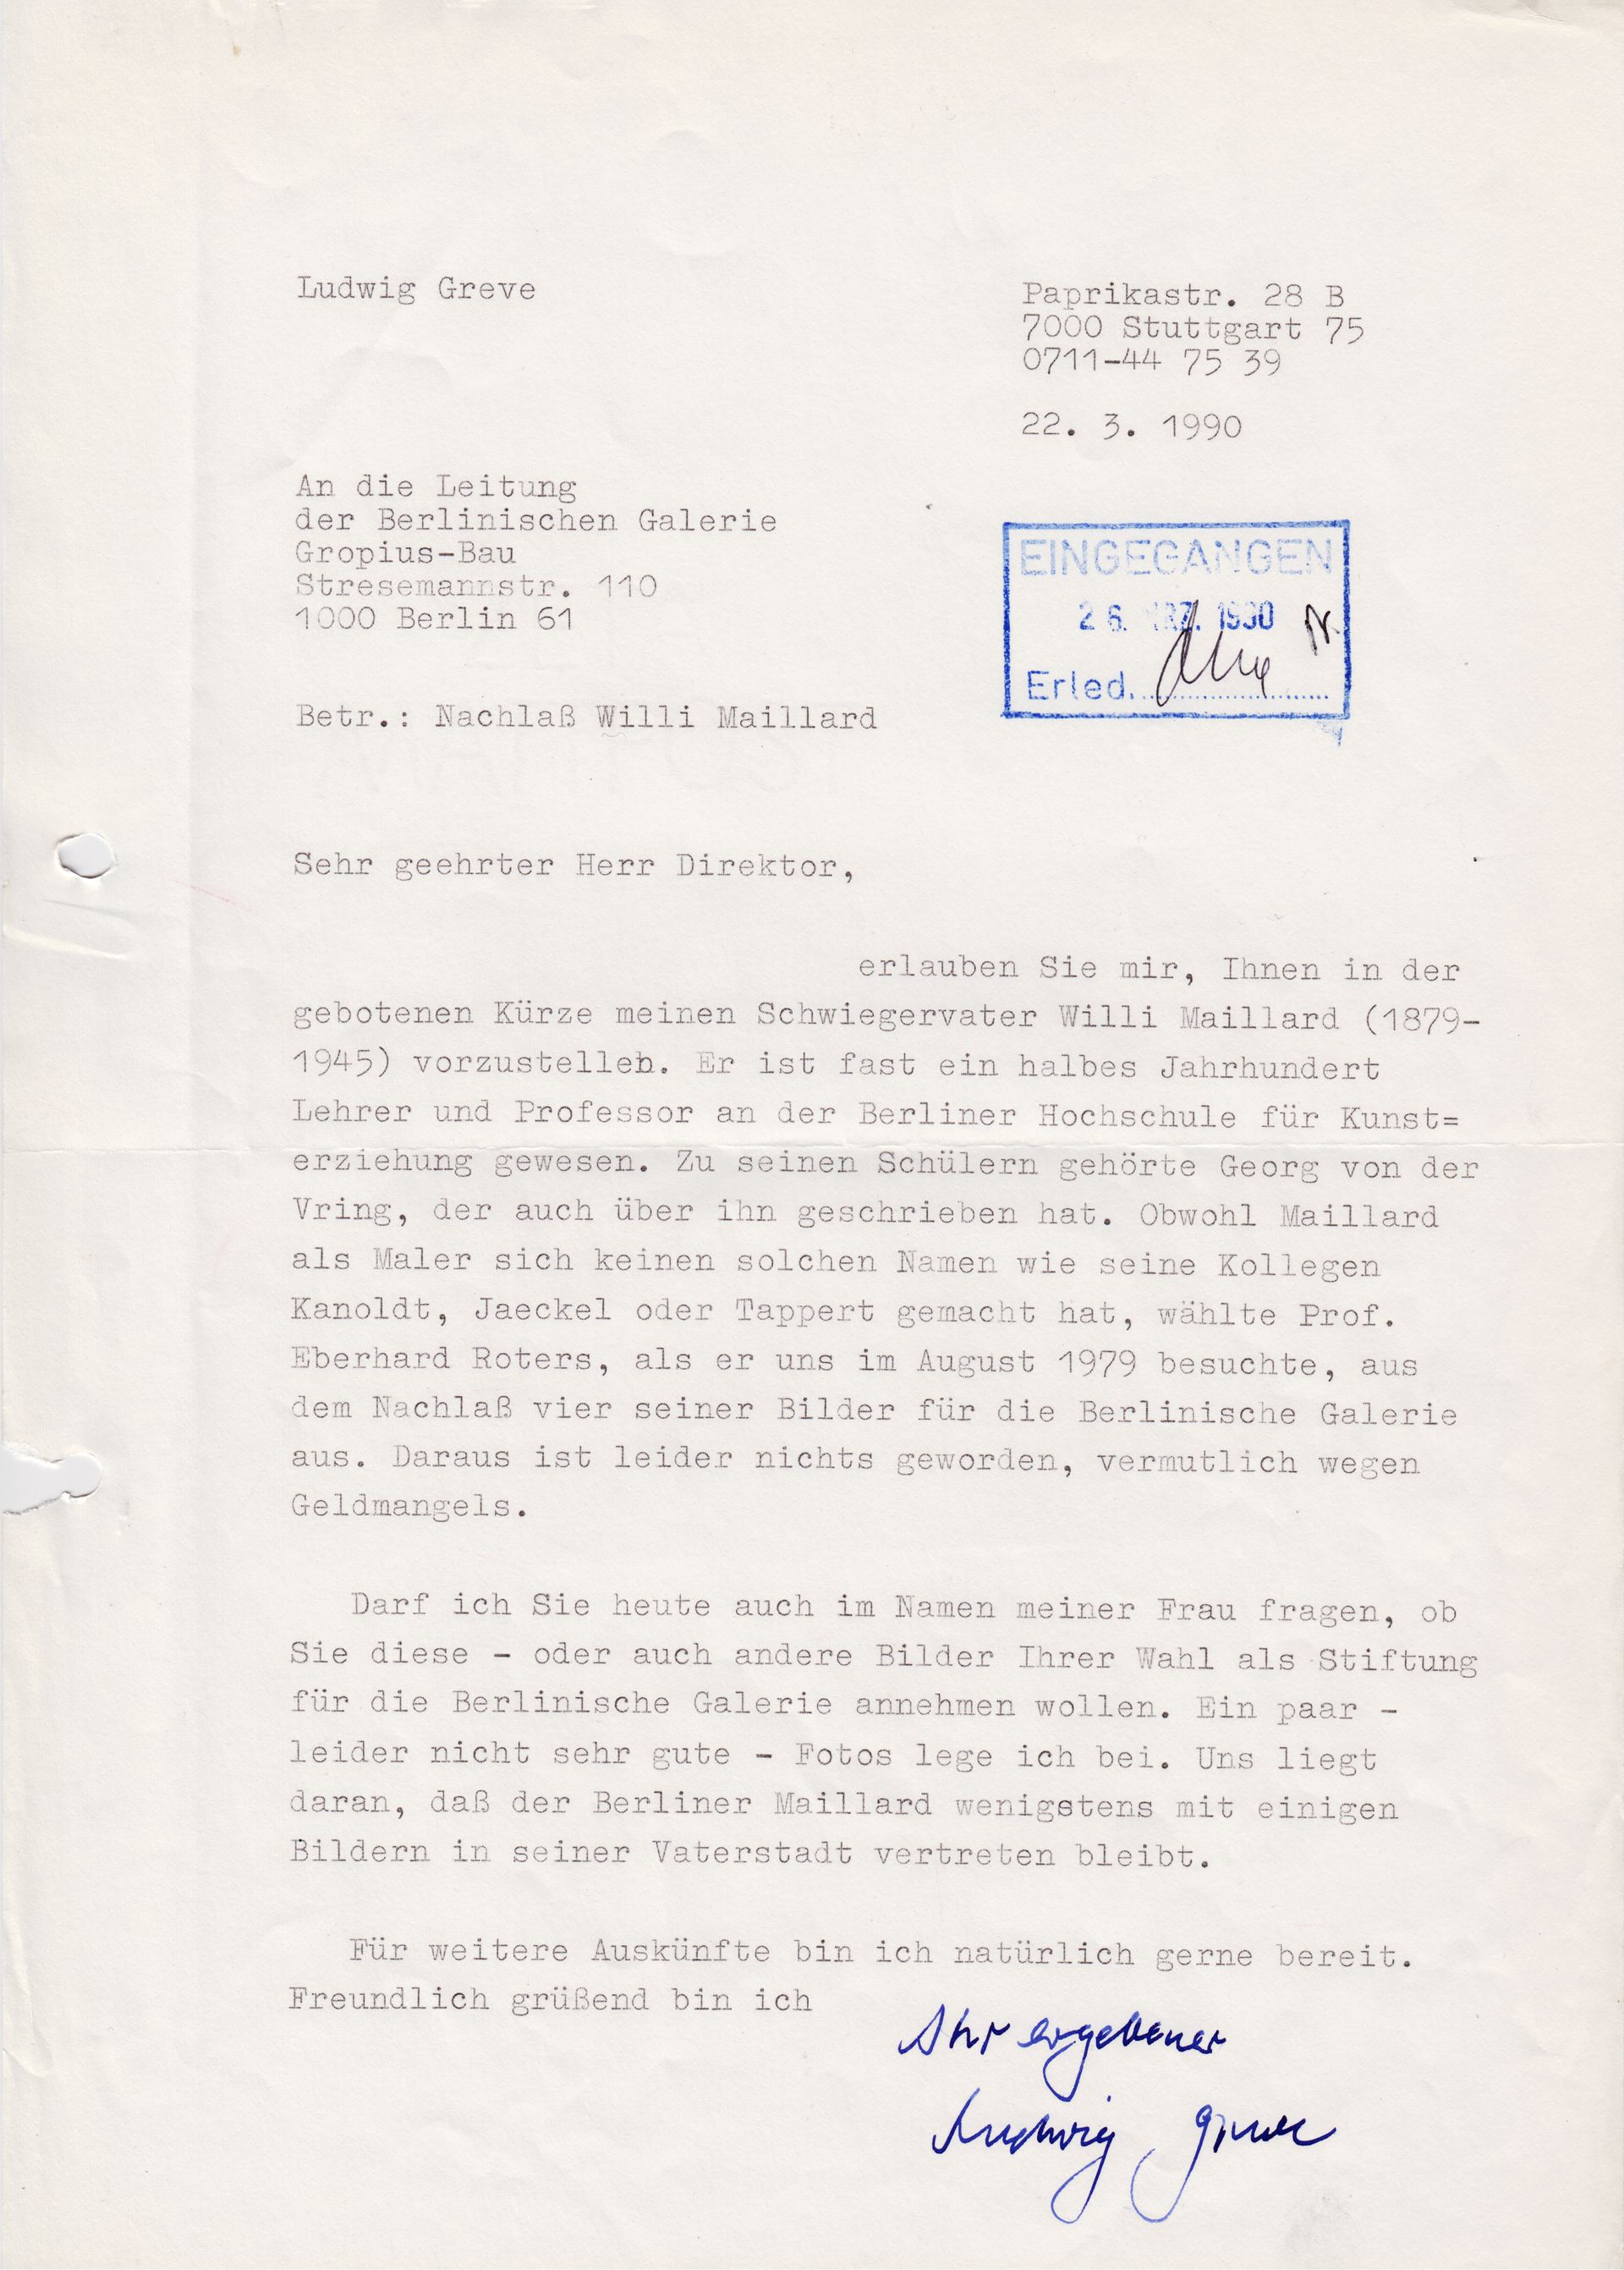 Ludwig Greve
Paprikastr. 28 B
7000 Stuttgart 75
0711-44 75 39
22. 3. 1990
An die Leitung
der Berlinischen Galerie
Gropius-Bau
Stresemannstr. 110
1000 Berlin 61
EINGEGANGEN
1990
Erled.
Betr.: Nachlaß Willi Maillard
Sehr geehrter Herr Direktor,
erlauben Sie mir, Ihnen in der
gebotenen Kürze meinen Schwiegervater Willi Maillard (1879-
1945) vorzustellen. Er ist fast ein halbes Jahrhundert
Lehrer und Professor an der Berliner Hochschule für Kunst=
erziehung gewesen. Zu seinen Schülern gehörte Georg von der
Vring, der auch über ihn geschrieben hat. Obwohl Maillard
als Maler sich keinen solchen Namen wie seine Kollegen
Kanoldt, Jaeckel oder Tappert gemacht hat, wählte Prof.
Eberhard Roters, als er uns im August 1979 besuchte, aus
dem Nachlaß vier seiner Bilder für die Berlinische Galerie
aus. Daraus ist leider nichts geworden, vermutlich wegen
Geldmangels.
Darf ich Sie heute auch im Namen meiner Frau fragen, ob
Sie diese - oder auch andere Bilder Ihrer Wahl als Stiftung
für die Berlinische Galerie annehmen wollen. Ein paar -
leider nicht sehr gute - Fotos lege ich bei. Uns liegt
daran, daß der Berliner Maillard wenigstens mit einigen
Bildern in seiner Vaterstadt vertreten bleibt.
Für weitere Auskünfte bin ich natürlich gerne bereit.
Freundlich grüßend bin ich
Ihr ergebener
Ludwig Greve